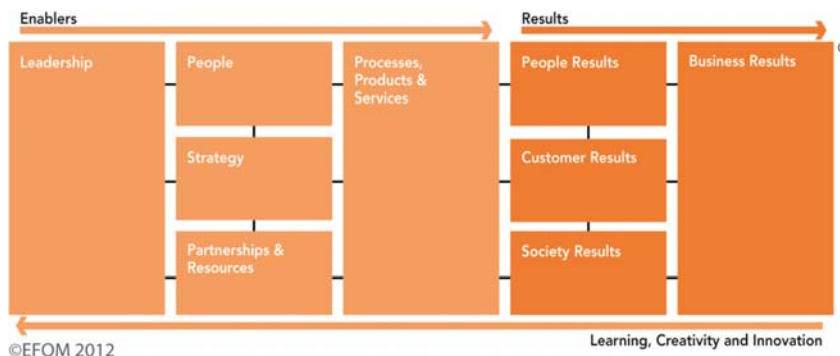 Enablers
Results
Leadership
People
Processes,
Products &
Services
People Results
Business Results
Strategy
Customer Results
Partnerships &
Resources
Society Results
Learning, Creativity and Innovation
©EFQM 2012